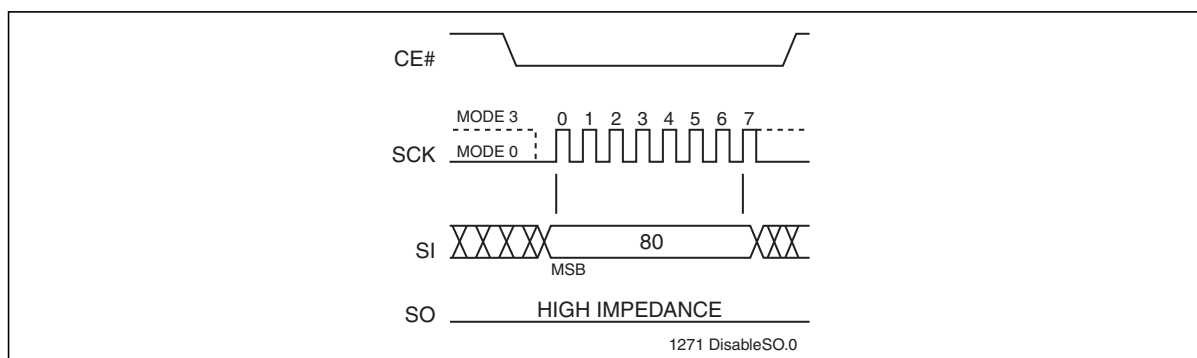 CE#
MODE 3 0 1 2 3 4 5 6 7
SCK MODE 0
SI 80
MSB
SO HIGH IMPEDANCE
1271 DisableSO.0